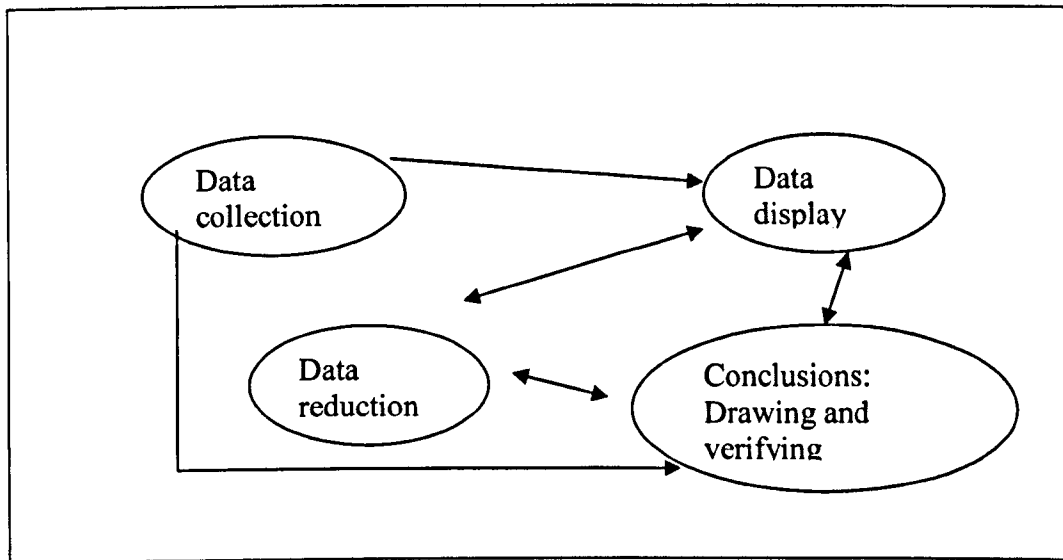 Data
collection
Data
display
Data
reduction
Conclusions:
Drawing and
verifying